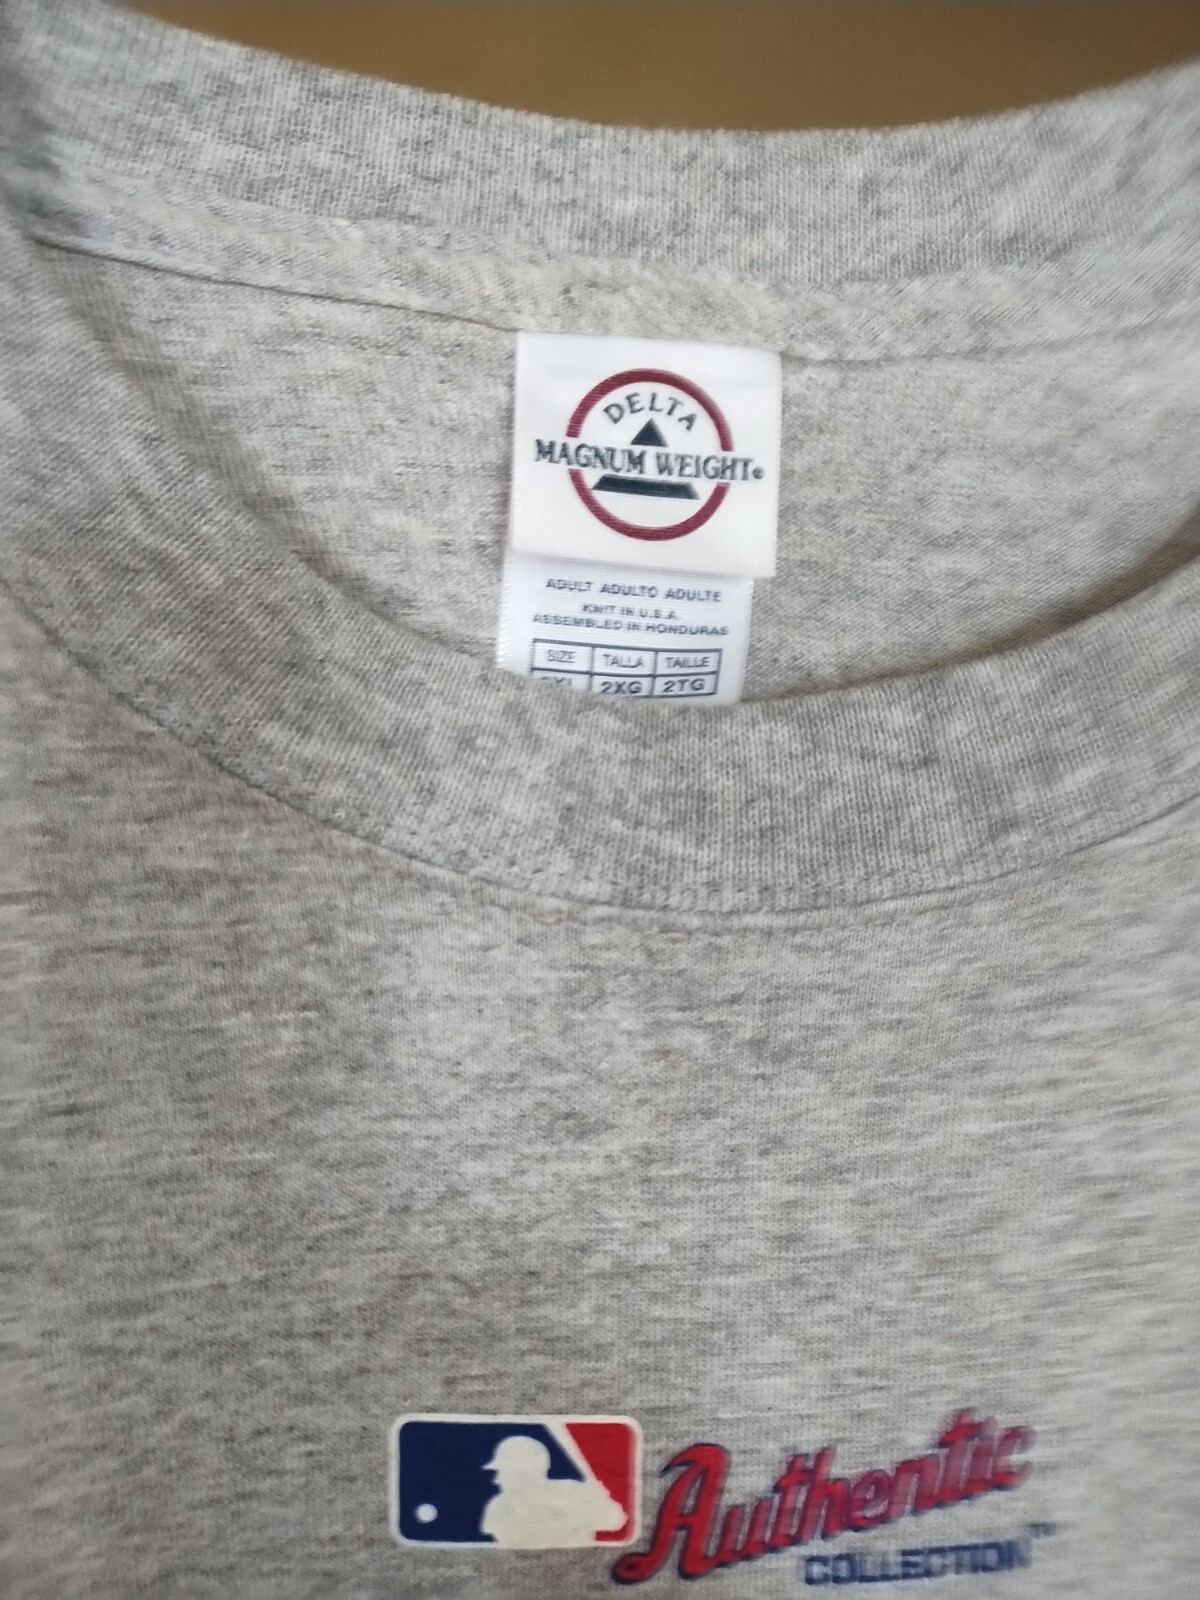 DELTA
MAGNUM WEIGHT®
ADULT ADULTO ADULTE
KNIT IN U.S.A.
ASSEMBLED IN HONDURAS
SIZE TALLA TAILLE
2XG 2TG
Authentic
COLLECTION™